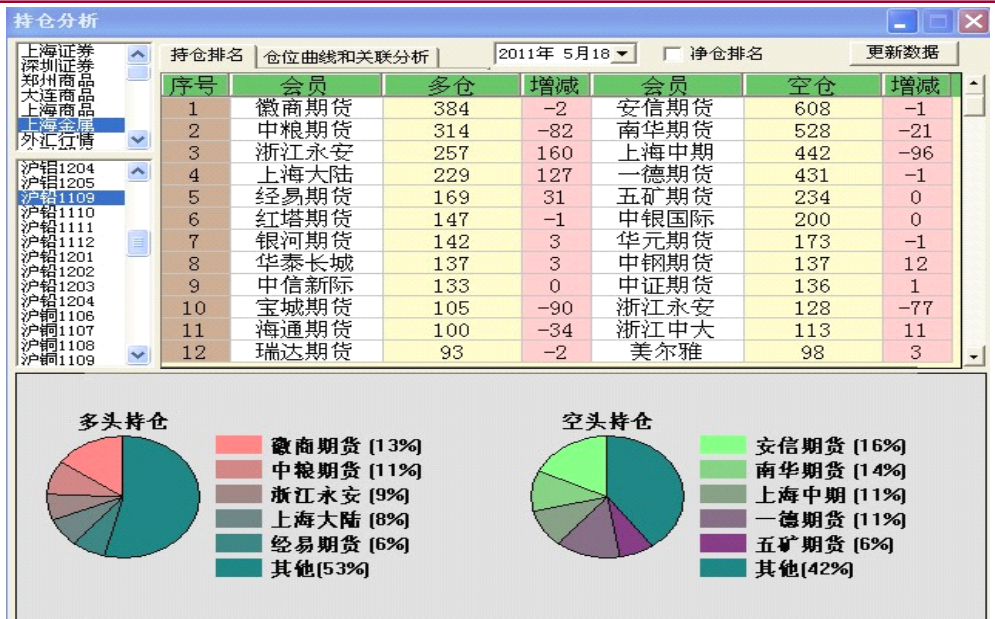 持仓分析
上海证券
深圳证券
郑州商品
大连商品
上海商品
上海金属
外汇行情
沪铝1204
沪铝1205
沪铅1109
沪铅1110
沪铅1111
沪铅1112
沪铅1201
沪铅1202
沪铅1203
沪铅1204
沪铜1106
沪铜1107
沪铜1108
沪铜1109
持仓排名 仓位曲线和关联分析 2011年 5月18 净仓排名 更新数据
序号 会员 多仓 增减 会员 空仓 增减
1 徽商期货 384 -2 安信期货 608 -1
2 中粮期货 314 -82 南华期货 528 -21
3 浙江永安 257 160 上海中期 442 -96
4 上海大陆 229 127 一德期货 431 -1
5 经易期货 169 31 五矿期货 234 0
6 红塔期货 147 -1 中银国际 200 0
7 银河期货 142 3 华元期货 173 -1
8 华泰长城 137 3 中钢期货 137 12
9 中信新际 133 0 中证期货 136 1
10 宝城期货 105 -90 浙江永安 128 -77
11 海通期货 100 -34 浙江中大 113 11
12 瑞达期货 93 -2 美尔雅 98 3
多头持仓
徽商期货 (13%)
中粮期货 (11%)
浙江永安 (9%)
上海大陆 (8%)
经易期货 (6%)
其他(53%)
空头持仓
安信期货 (16%)
南华期货 (14%)
上海中期 (11%)
一德期货 (11%)
五矿期货 (6%)
其他(42%)